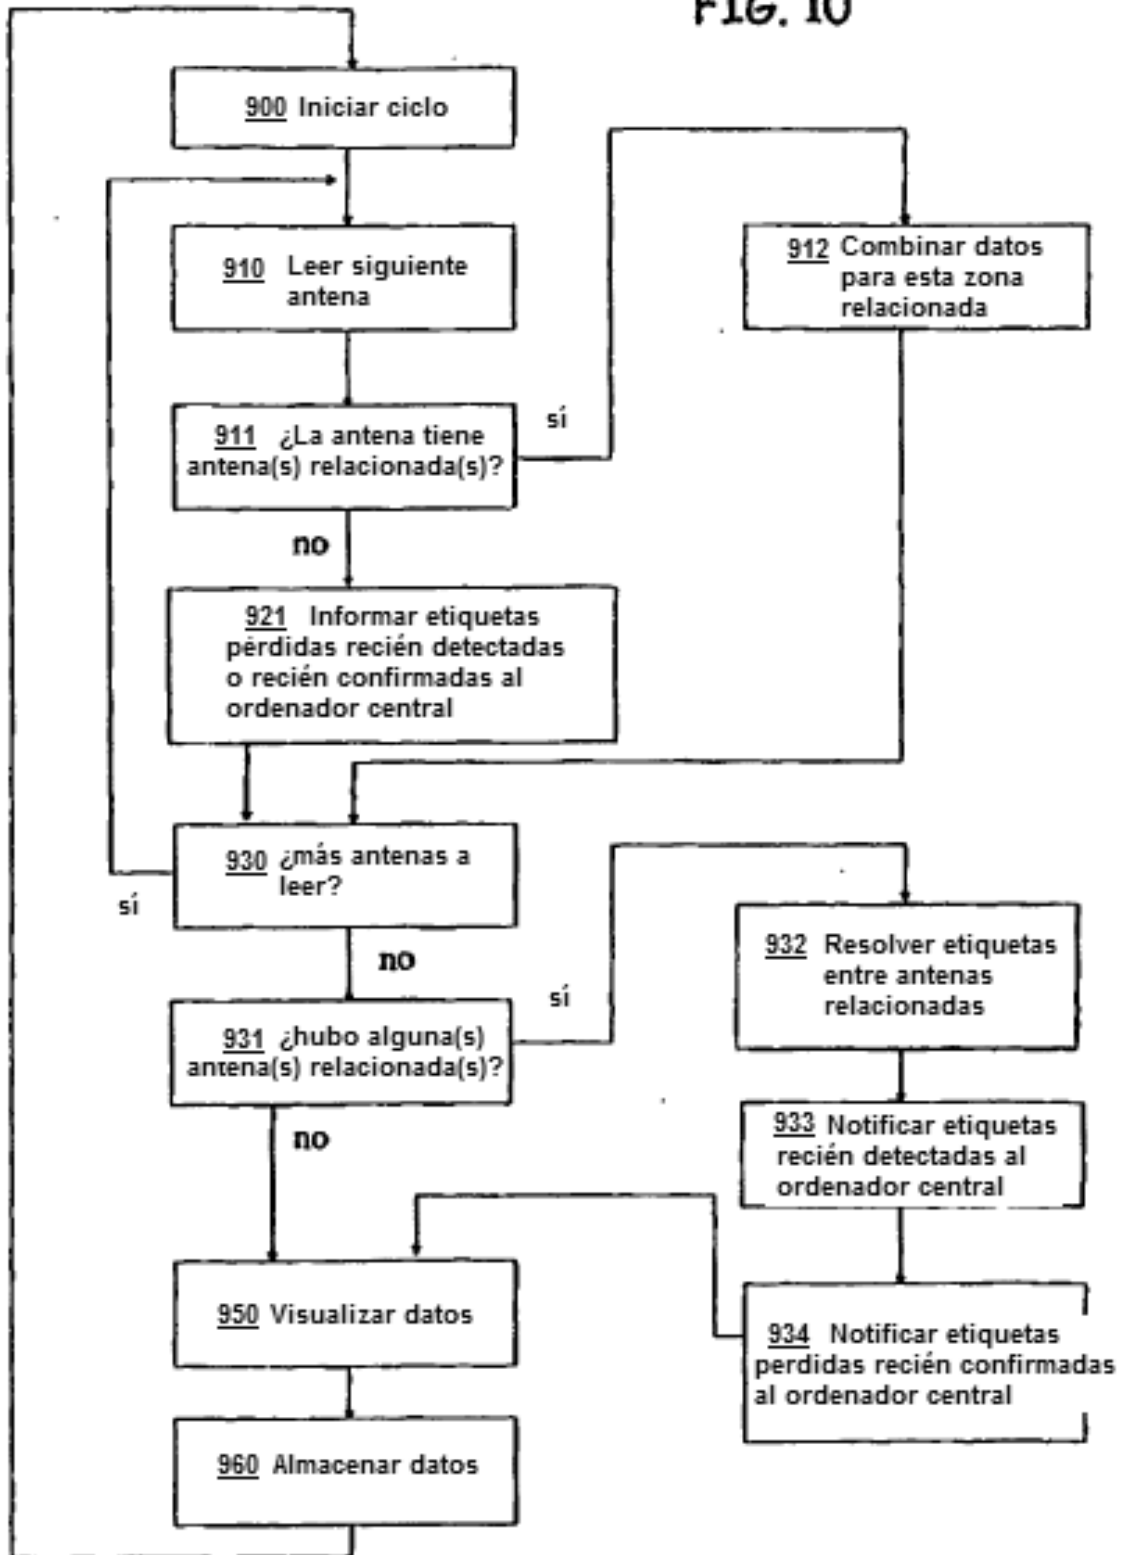 FIG. 10
900 Iniciar ciclo
910 Leer siguiente
antena
911 ¿La antena tiene
antena(s) relacionada(s)?
sí
912 Combinar datos
para esta zona
relacionada
no
921 Informar etiquetas
pérdidas recién detectadas
o recién confirmadas al
ordenador central
930 ¿más antenas a
leer?
sí
no
931 ¿hubo alguna(s)
antena(s) relacionada(s)?
sí
932 Resolver etiquetas
entre antenas
relacionadas
933 Notificar etiquetas
recién detectadas al
ordenador central
934 Notificar etiquetas
perdidas recién confirmadas
al ordenador central
no
950 Visualizar datos
960 Almacenar datos